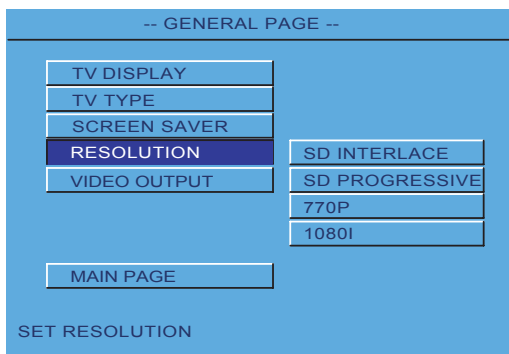 -- GENERAL PAGE --
TV DISPLAY
TV TYPE
SCREEN SAVER
RESOLUTION
VIDEO OUTPUT
SD INTERLACE
SD PROGRESSIVE
770P
1080I
MAIN PAGE
SET RESOLUTION